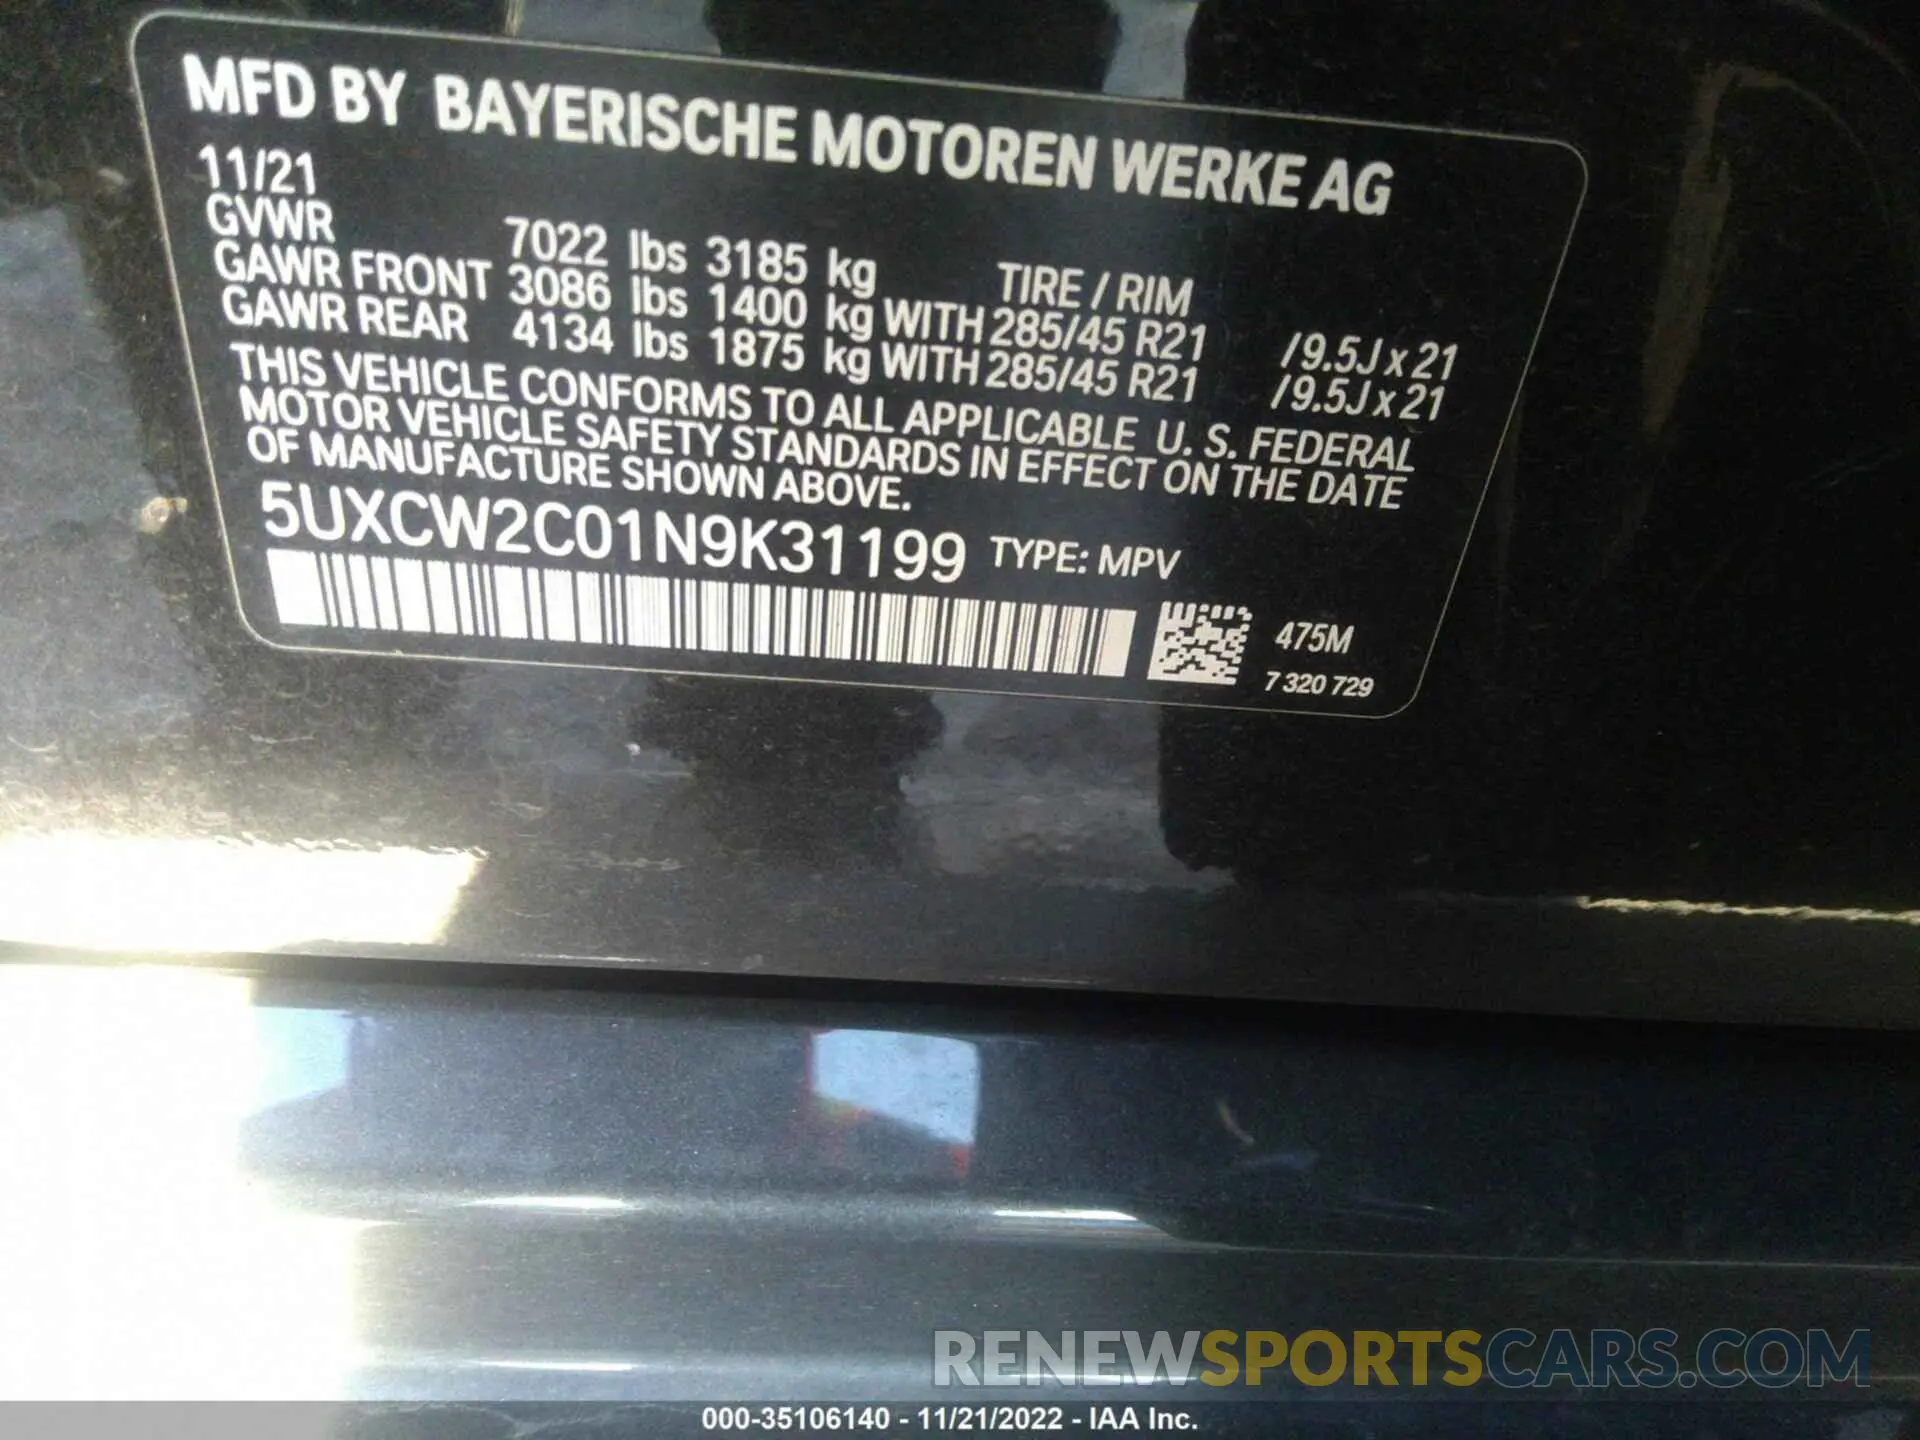 MFD BY BAYERISCHE MOTOREN WERKE AG
11/21
GVWR 7022 lbs 3185 kg TIRE / RIM
GAWR FRONT 3086 lbs 1400 kg WITH 285/45 R21 /9.5J x 21
GAWR REAR 4134 lbs 1875 kg WITH 285/45 R21 /9.5J x 21
THIS VEHICLE CONFORMS TO ALL APPLICABLE U. S. FEDERAL
MOTOR VEHICLE SAFETY STANDARDS IN EFFECT ON THE DATE
OF MANUFACTURE SHOWN ABOVE.
5UXCW2C01N9K31199 TYPE: MPV
475M
7 320 729
RENEWSPORTSCARS.COM
000-35106140 - 11/21/2022 - IAA Inc.